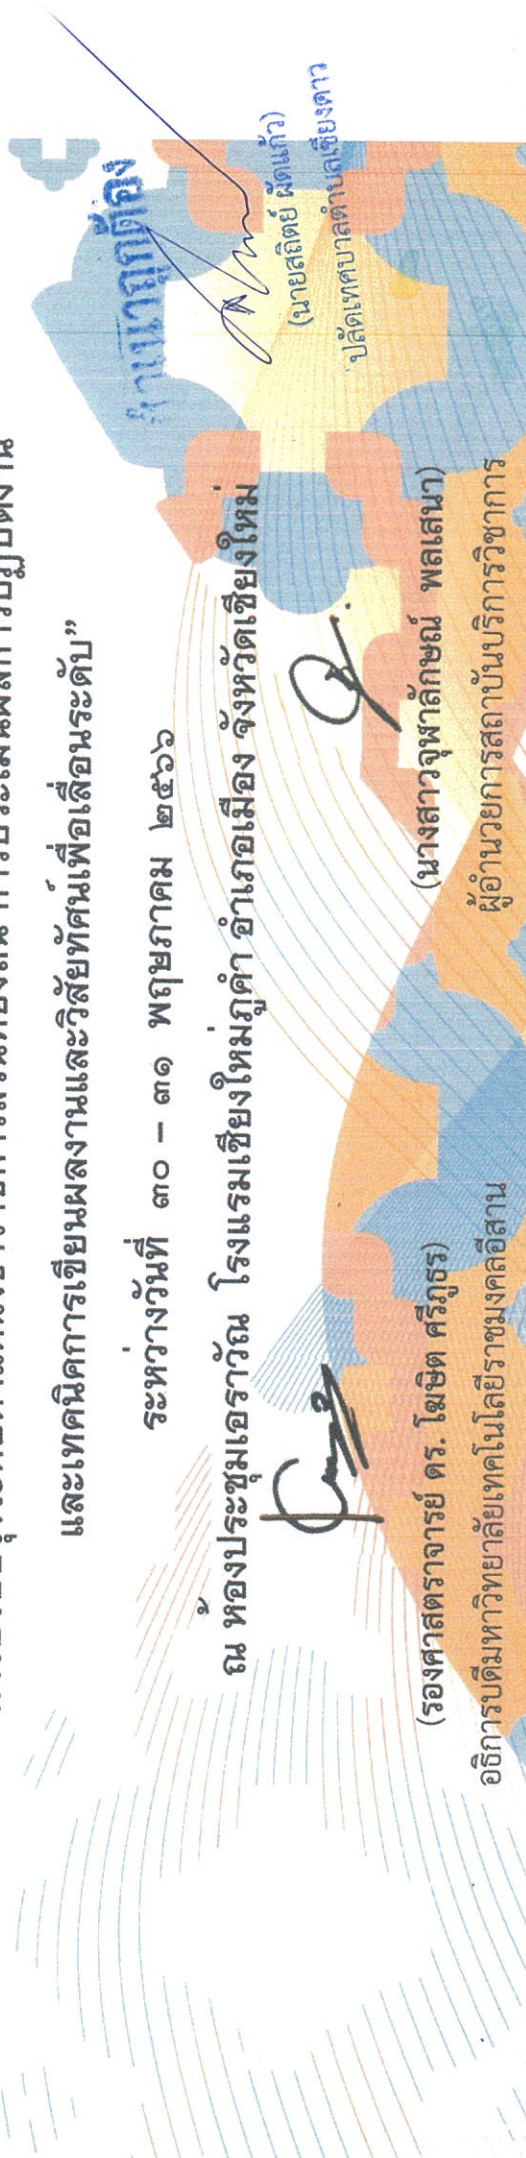 และเทคนิคการเขียนผลงานและวิสัยทัศน์เพื่อเลื่อนระดับ”
ระหว่างวันที่ ๓๐ – ๓๑ พฤษภาคม ๒๕๖๖
ณ ห้องประชุมเอราวัณ โรงแรมเชียงใหม่ภูคำ อำเภอเมือง จังหวัดเชียงใหม่
(รองศาสตราจารย์ ดร. โฆษิต ศรีภูธร)
อธิการบดีมหาวิทยาลัยเทคโนโลยีราชมงคลอีสาน
(นางสาวจุฬาลักษณ์ พลเสนา)
ผู้อำนวยการสถาบันบริการวิชาการ
สำเนาถูกต้อง
(นายสถิตย์ ผัดแก้ว)
ปลัดเทศบาลตำบลเชียงดาว